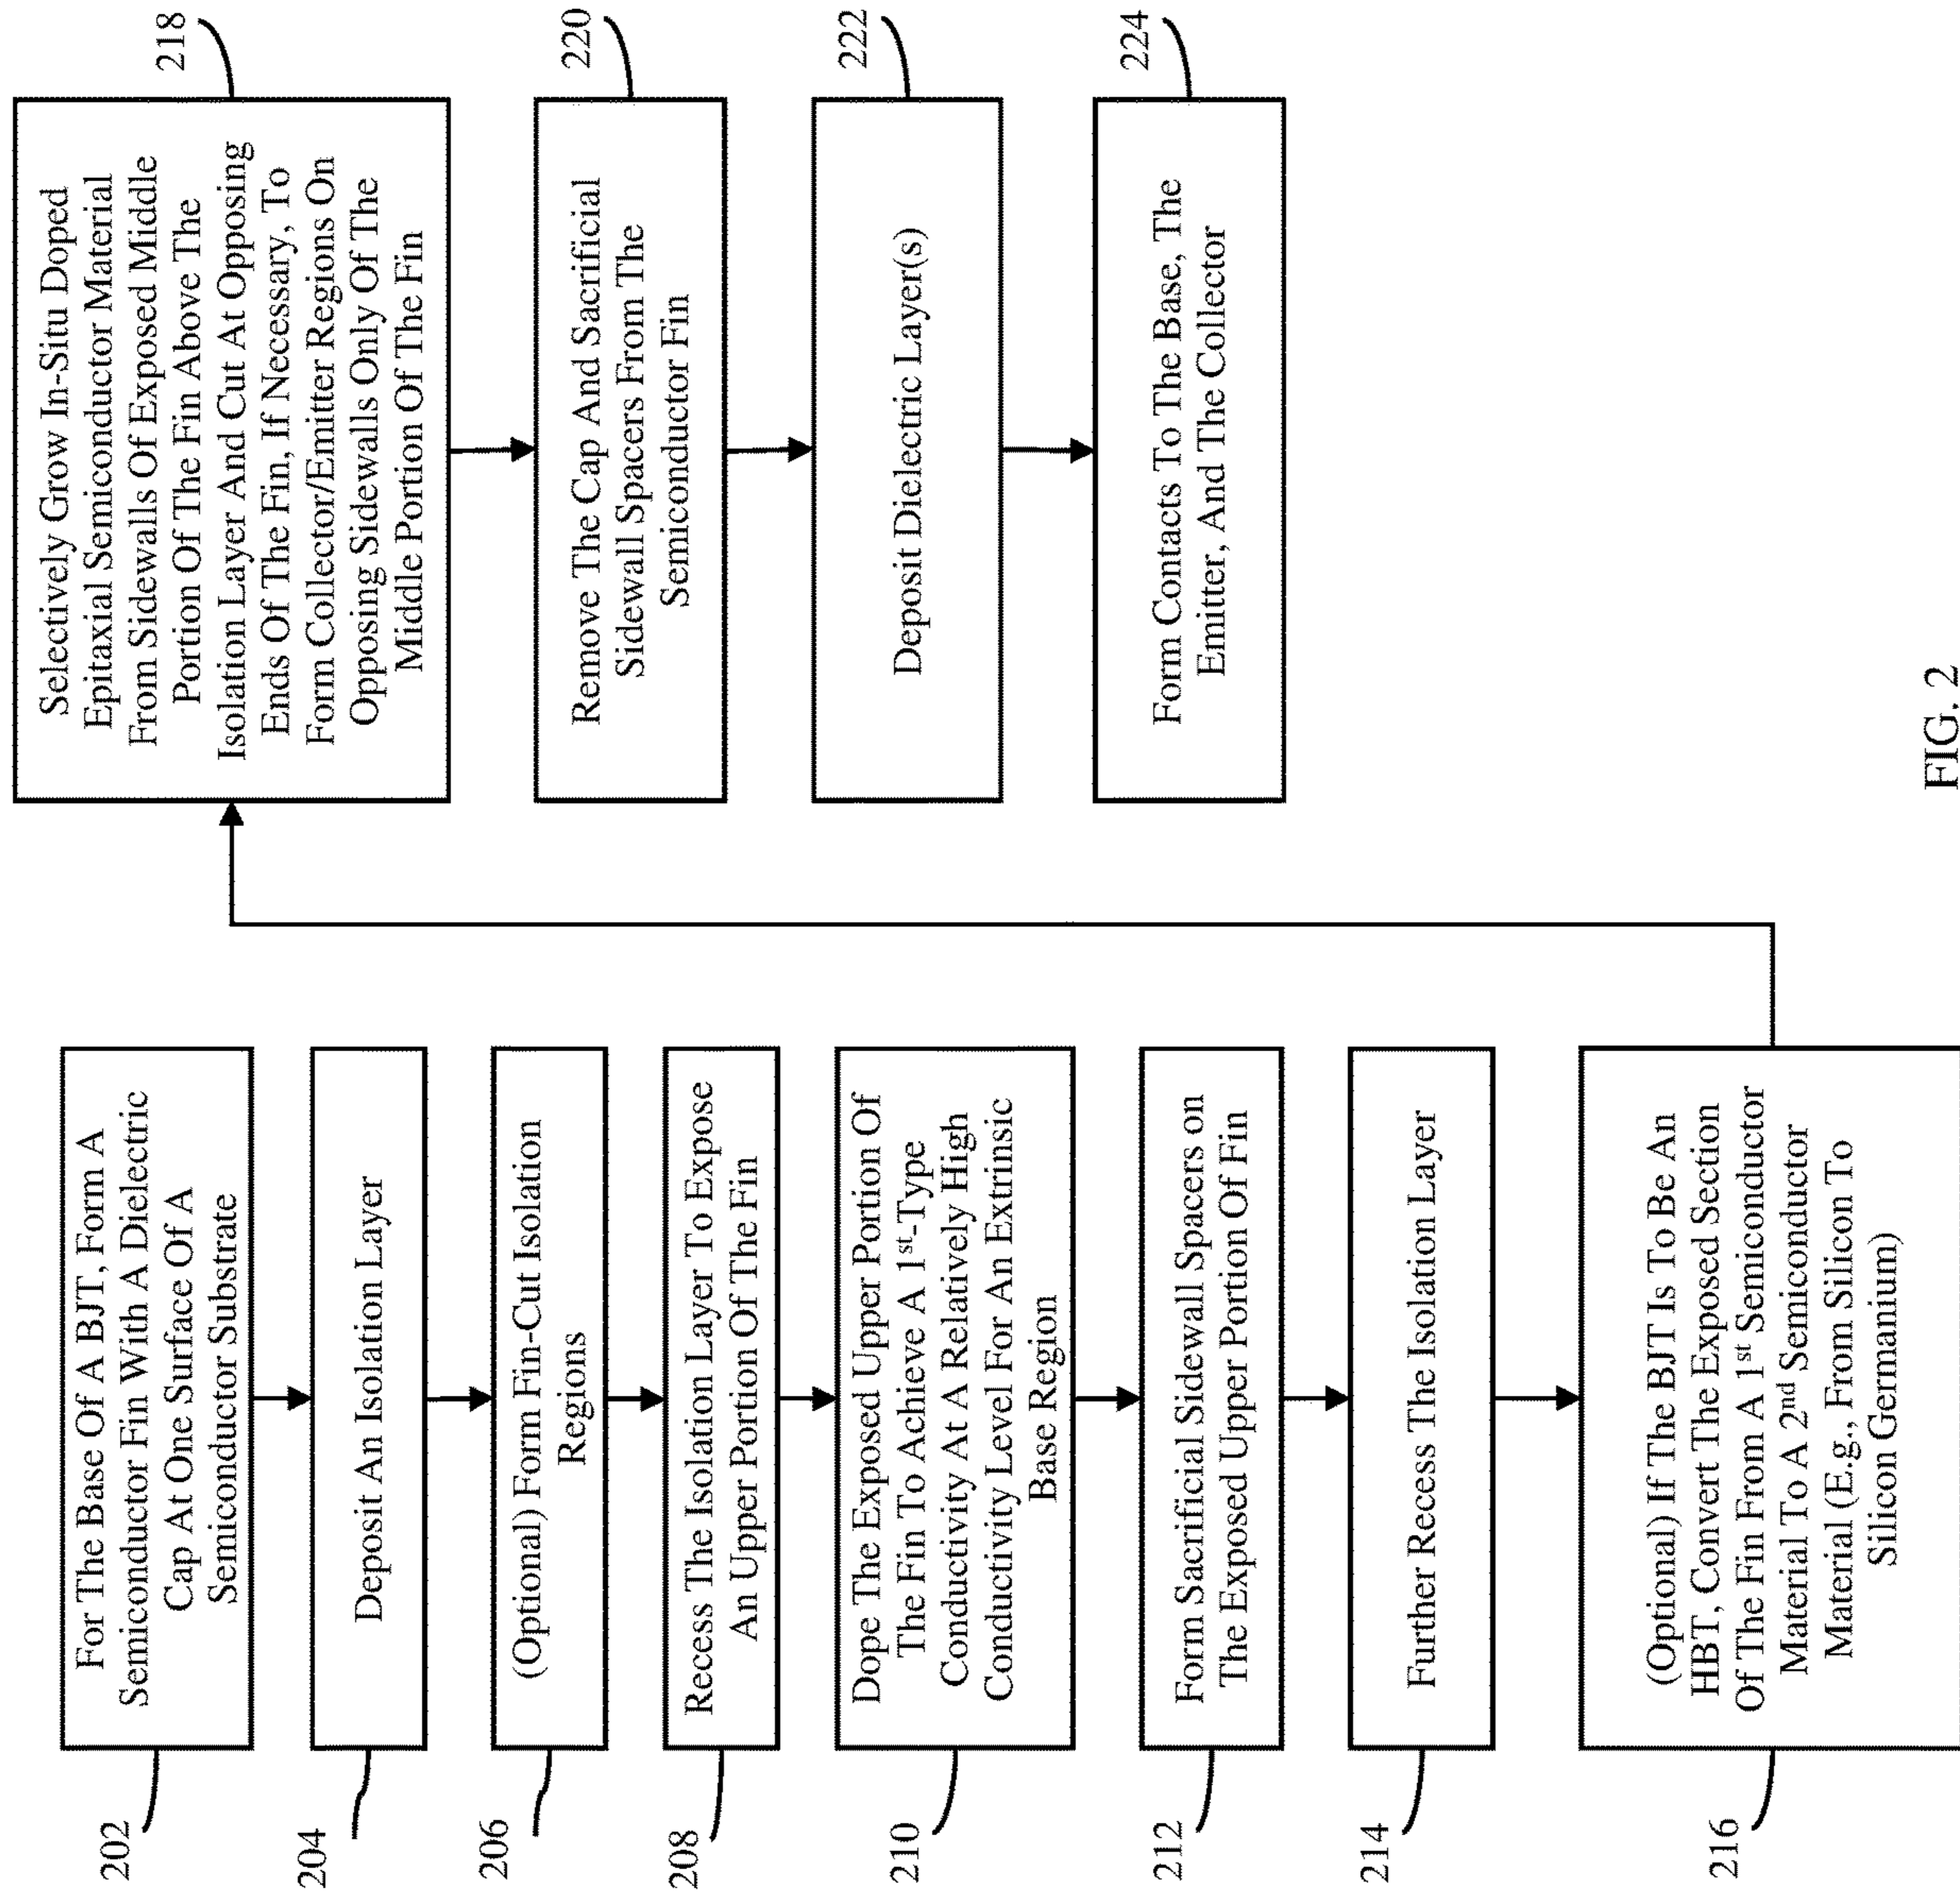 202
For The Base Of A BJT, Form A
Semiconductor Fin With A Dielectric
Cap At One Surface Of A
Semiconductor Substrate
204
Deposit An Isolation Layer
206
(Optional) Form Fin-Cut Isolation
Regions
208
Recess The Isolation Layer To Expose
An Upper Portion Of The Fin
210
Dope The Exposed Upper Portion Of
The Fin To Achieve A 1st-Type
Conductivity At A Relatively High
Conductivity Level For An Extrinsic
Base Region
212
Form Sacrificial Sidewall Spacers on
The Exposed Upper Portion Of Fin
214
Further Recess The Isolation Layer
216
(Optional) If The BJT Is To Be An
HBT, Convert The Exposed Section
Of The Fin From A 1st Semiconductor
Material To A 2nd Semiconductor
Material (E.g., From Silicon To
Silicon Germanium)
218
Selectively Grow In-Situ Doped
Epitaxial Semiconductor Material
From Sidewalls Of Exposed Middle
Portion Of The Fin Above The
Isolation Layer And Cut At Opposing
Ends Of The Fin, If Necessary, To
Form Collector/Emitter Regions On
Opposing Sidewalls Only Of The
Middle Portion Of The Fin
220
Remove The Cap And Sacrificial
Sidewall Spacers From The
Semiconductor Fin
222
Deposit Dielectric Layer(s)
224
Form Contacts To The Base, The
Emitter, And The Collector
FIG. 2